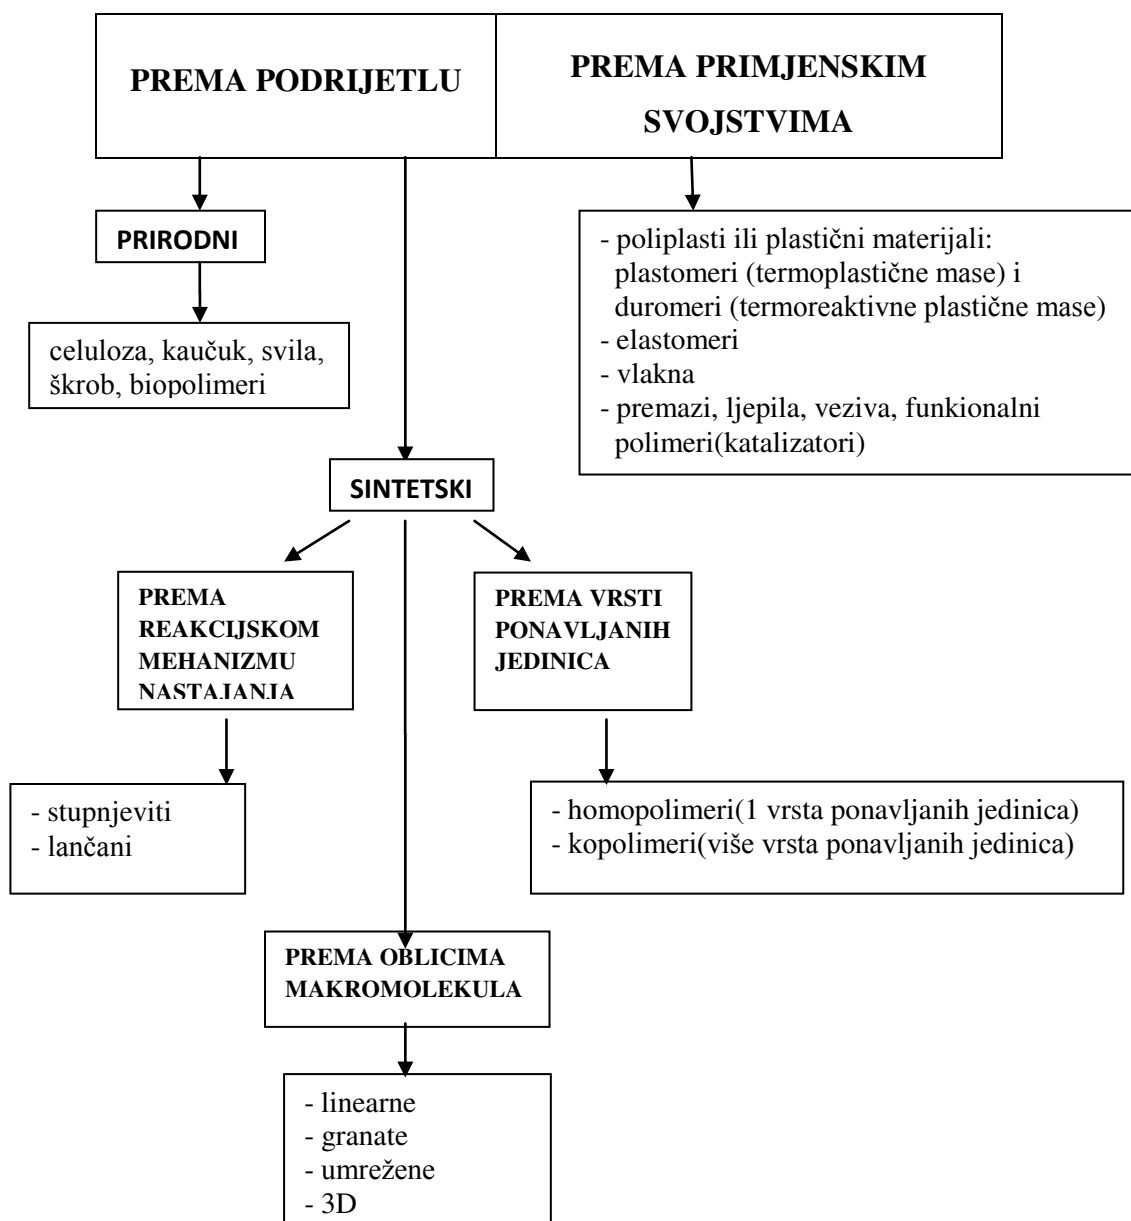 PREMA PODRIJETLU
PREMA PRIMJENSKIM
SVOJSTVIMA
PRIRODNI
- poliplasti ili plastični materijali:
plastomeri (termoplastične mase) i
duromeri (termoreaktivne plastične mase)
- elastomeri
- vlakna
- premazi, ljepila, veziva, funkionalni
polimeri(katalizatori)
celuloza, kaučuk, svila,
škrob, biopolimeri
SINTETSKI
PREMA
REAKCIJSKOM
MEHANIZMU
NASTAJANJA
PREMA VRSTI
PONAVLJANIH
JEDINICA
- stupnjeviti
- lančani
- homopolimeri(1 vrsta ponavljanih jedinica)
- kopolimeri(više vrsta ponavljanih jedinica)
PREMA OBLICIMA
MAKROMOLEKULA
- linearne
- granate
- umrežene
- 3D